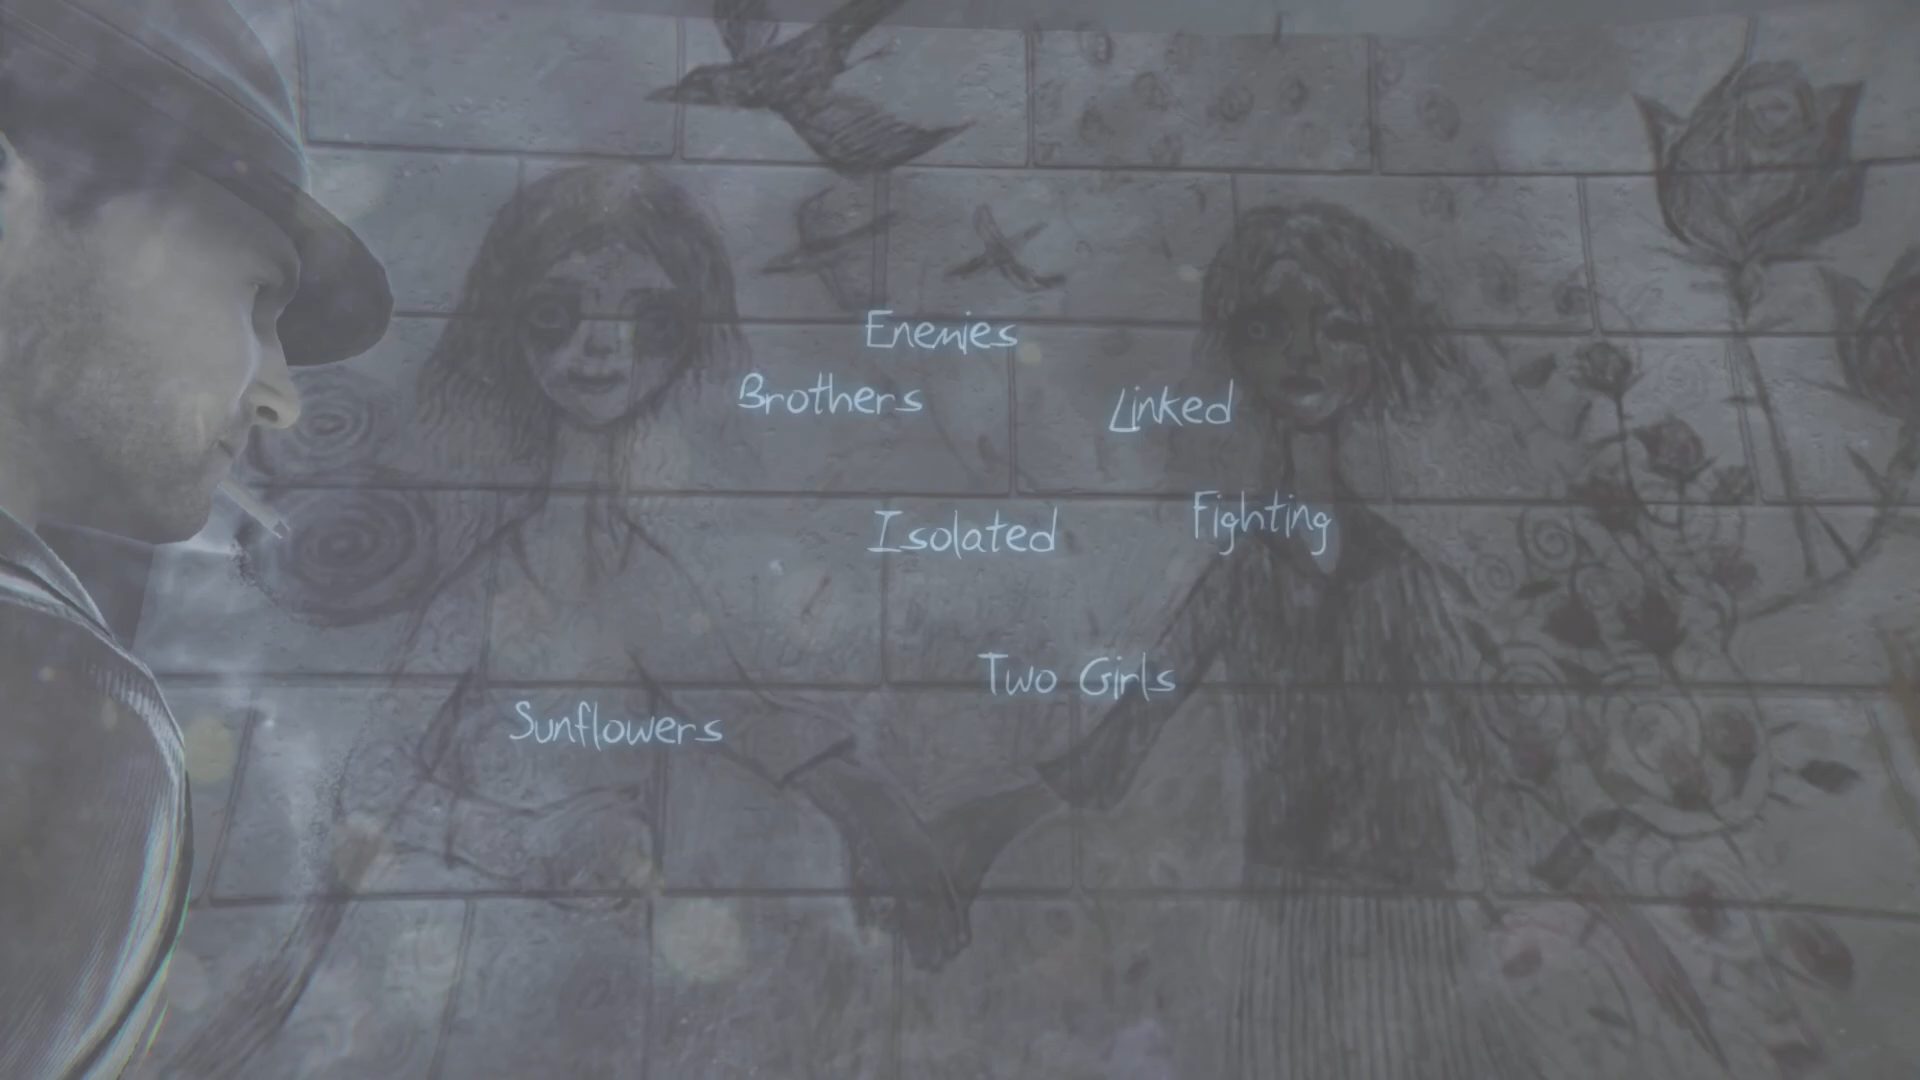 Enemies
Brothers
Linked
Isolated
Fighting
Two Girls
Sunflowers